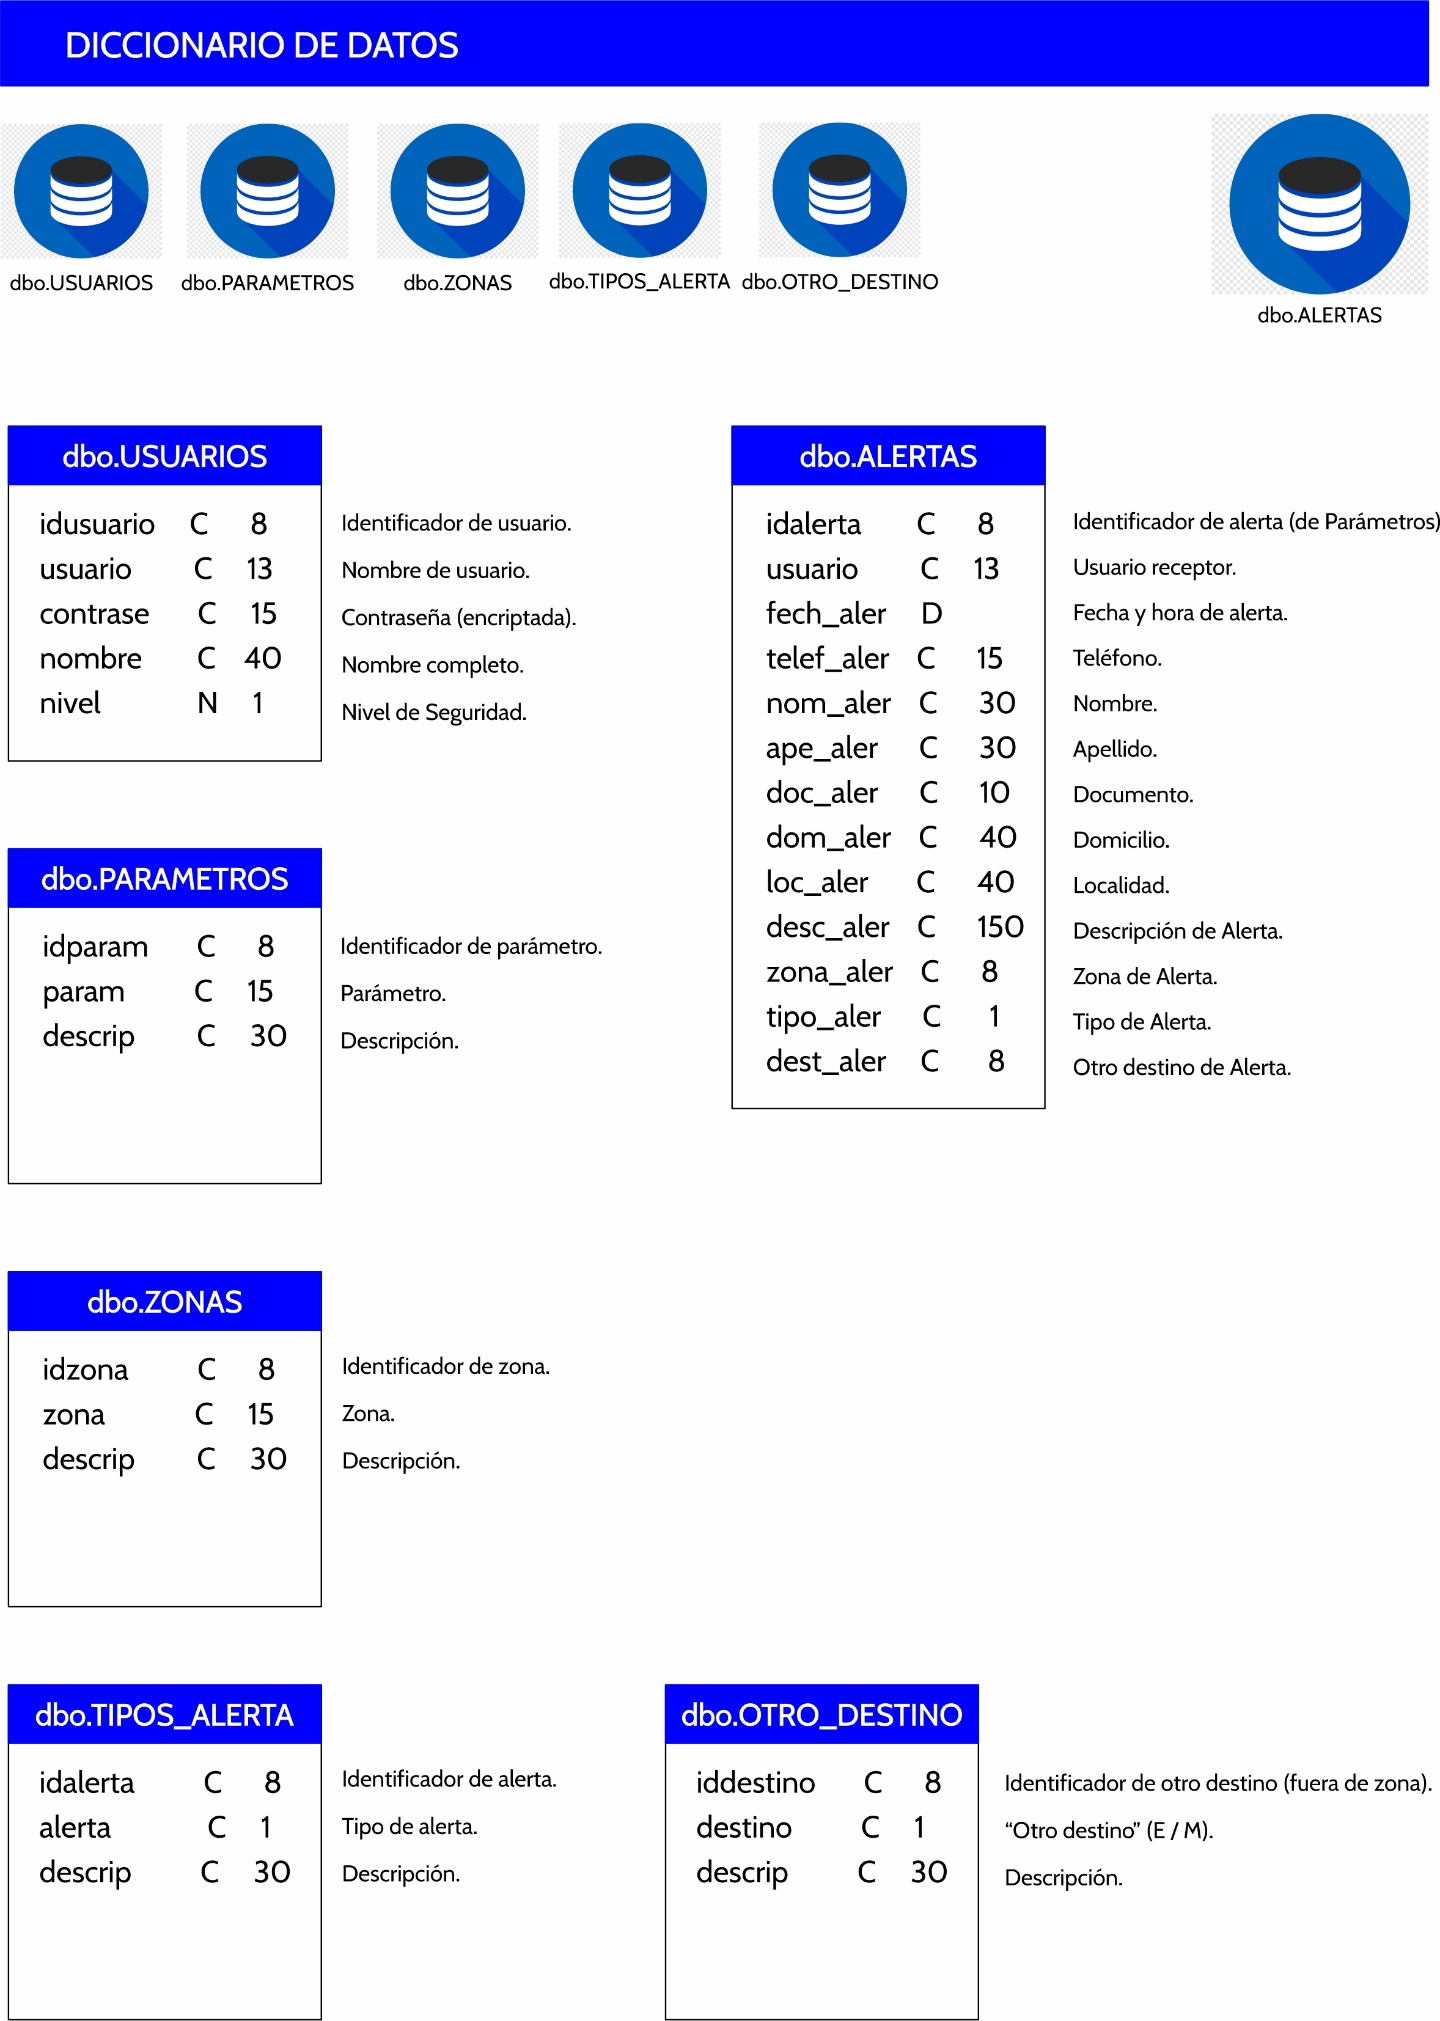 DICCIONARIO DE DATOS
dbo.USUARIOS
dbo.PARAMETROS
dbo.ZONAS
dbo.TIPOS_ALERTA
dbo.OTRO_DESTINO
dbo.ALERTAS
dbo.USUARIOS
idusuario C 8 Identificador de usuario.
usuario C 13 Nombre de usuario.
contrase C 15 Contraseña (encriptada).
nombre C 40 Nombre completo.
nivel N 1 Nivel de Seguridad.
dbo.ALERTAS
idalerta C 8 Identificador de alerta (de Parámetros)
usuario C 13 Usuario receptor.
fech_aler D Fecha y hora de alerta.
telef_aler C 15 Teléfono.
nom_aler C 30 Nombre.
ape_aler C 30 Apellido.
doc_aler C 10 Documento.
dom_aler C 40 Domicilio.
loc_aler C 40 Localidad.
desc_aler C 150 Descripción de Alerta.
zona_aler C 8 Zona de Alerta.
tipo_aler C 1 Tipo de Alerta.
dest_aler C 8 Otro destino de Alerta.
dbo.PARAMETROS
idparam C 8 Identificador de parámetro.
param C 15 Parámetro.
descrip C 30 Descripción.
dbo.ZONAS
idzona C 8 Identificador de zona.
zona C 15 Zona.
descrip C 30 Descripción.
dbo.TIPOS_ALERTA
idalerta C 8 Identificador de alerta.
alerta C 1 Tipo de alerta.
descrip C 30 Descripción.
dbo.OTRO_DESTINO
iddestino C 8 Identificador de otro destino (fuera de zona).
destino C 1 “Otro destino” (E / M).
descrip C 30 Descripción.